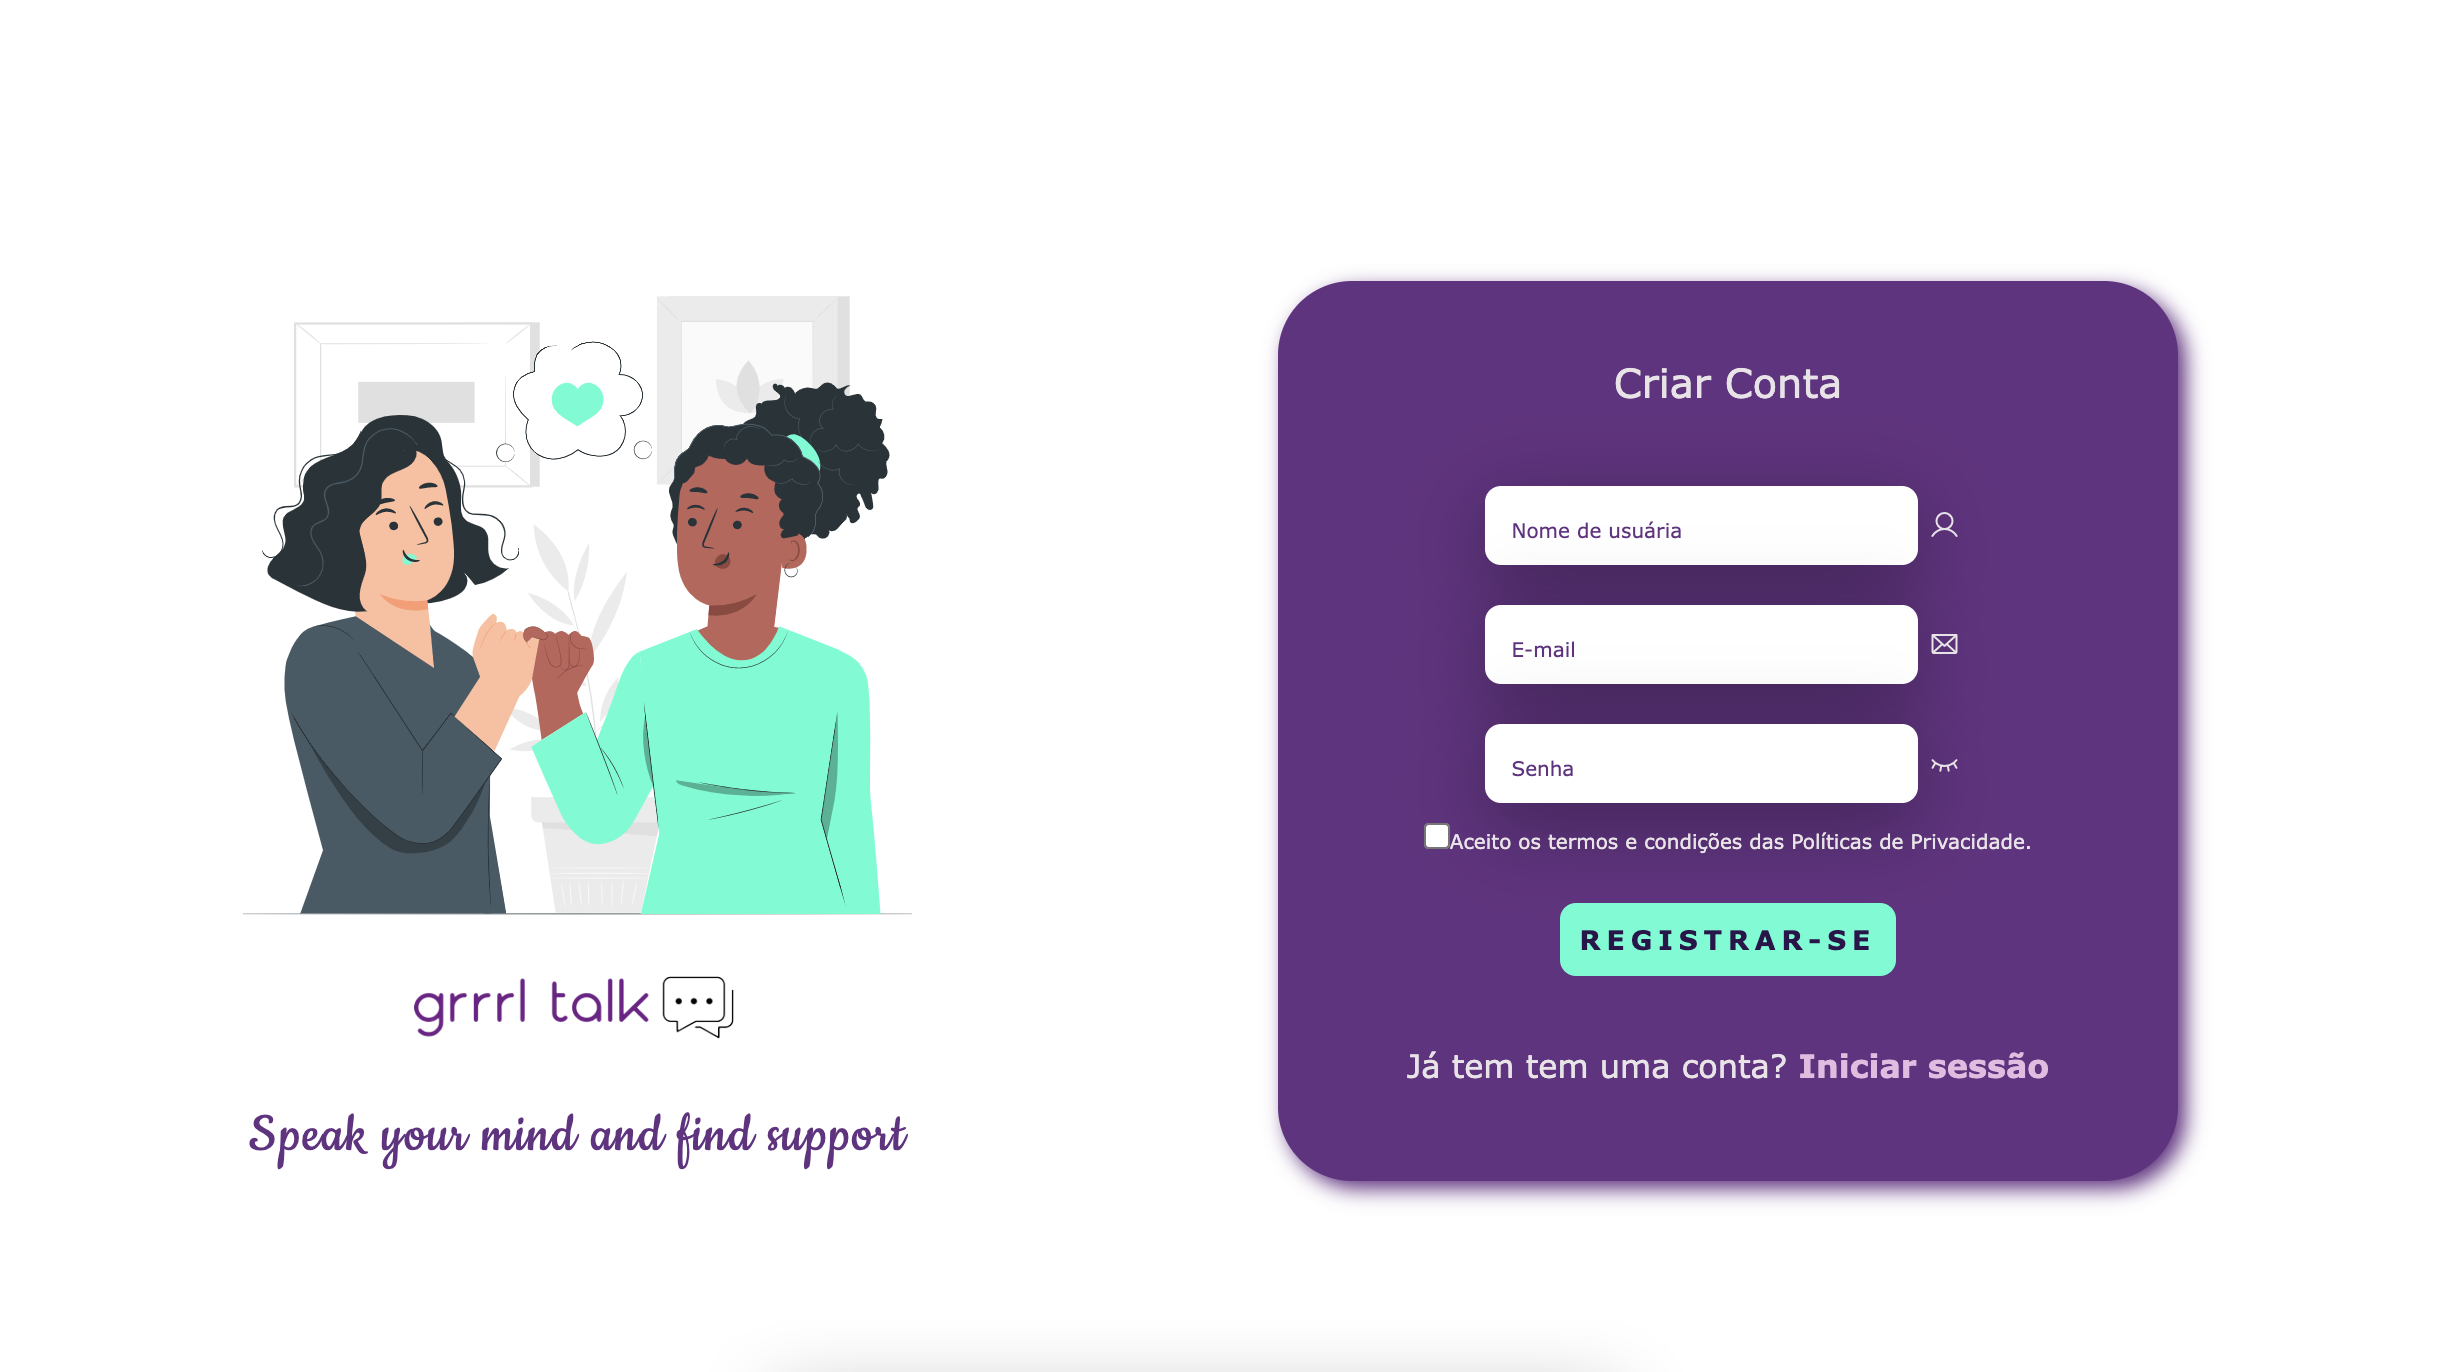 grrrl talk
Speak your mind and find support
Criar Conta
Nome de usuária
E-mail
Senha
Aceito os termos e condições das Políticas de Privacidade.
REGISTRAR-SE
Já tem tem uma conta? Iniciar sessão